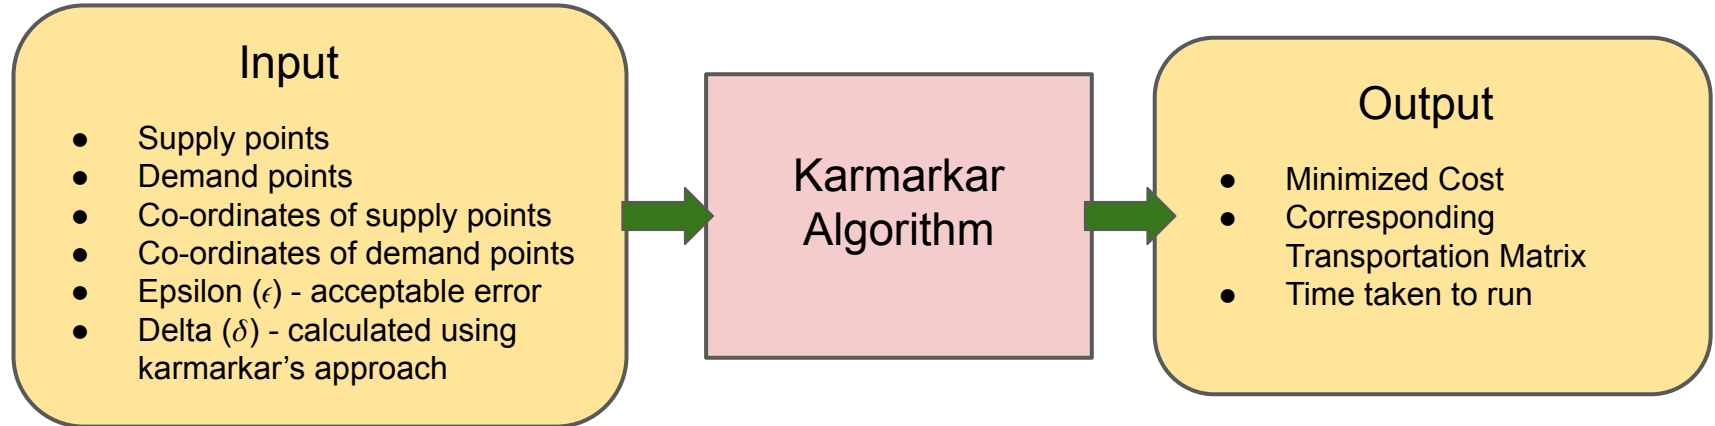 Input
● Supply points
● Demand points
● Co-ordinates of supply points
● Co-ordinates of demand points
● Epsilon (ϵ) - acceptable error
● Delta (δ) - calculated using
karmarkar’s approach
Karmarkar
Algorithm
Output
● Minimized Cost
● Corresponding
Transportation Matrix
● Time taken to run